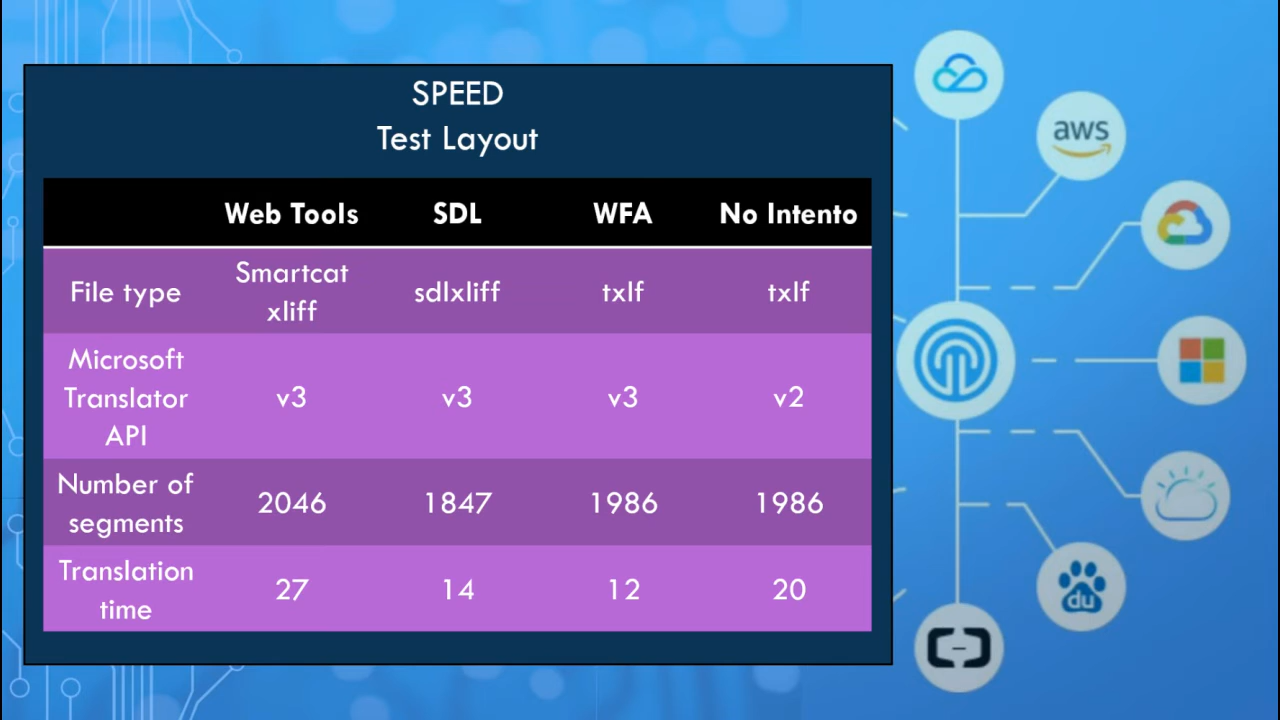 SPEED
Test Layout
Web Tools SDL WFA No Intento
File type Smartcat xliff sdlxliff txlf txlf
Microsoft Translator API v3 v3 v3 v2
Number of segments 2046 1847 1986 1986
Translation time 27 14 12 20
aws
du